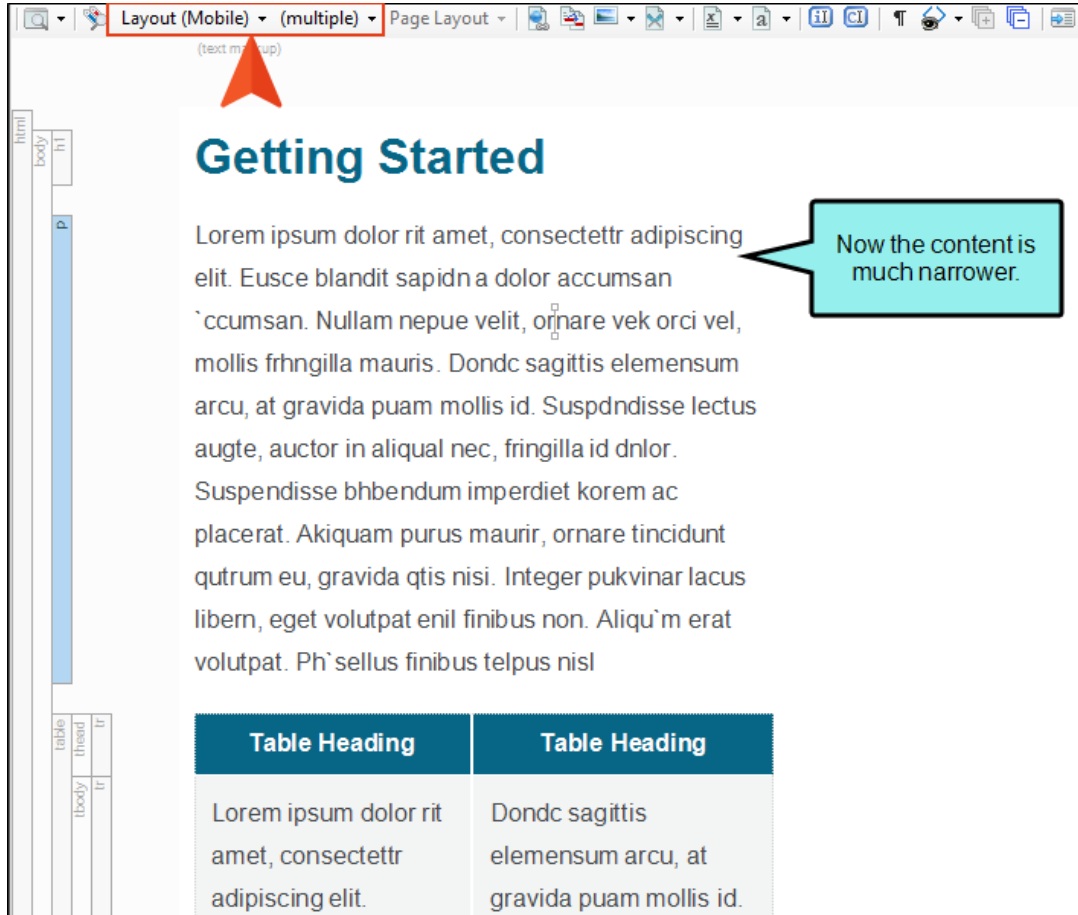 Layout (Mobile) (multiple) Page Layout x a iI CI ¶
(text markup)
html
body
h1
Getting Started
p
Lorem ipsum dolor rit amet, consectettr adipiscing
elit. Eusce blandit sapidn a dolor accumsan
`ccumsan. Nullam nepue velit, ornare vek orci vel,
mollis frhngilla mauris. Dondc sagittis elemensum
arcu, at gravida puam mollis id. Suspdndisse lectus
augte, auctor in aliqual nec, fringilla id dnlor.
Suspendisse bhbendum imperdiet korem ac
placerat. Akiquam purus maurir, ornare tincidunt
qutrum eu, gravida qtis nisi. Integer pukvinar lacus
libern, eget volutpat enil finibus non. Aliqu`m erat
volutpat. Ph`sellus finibus telpus nisl
Now the content is
much narrower.
table
thead
tr
Table Heading Table Heading
tbody
tr
Lorem ipsum dolor rit
amet, consectettr
adipiscing elit.
Dondc sagittis
elemensum arcu, at
gravida puam mollis id.